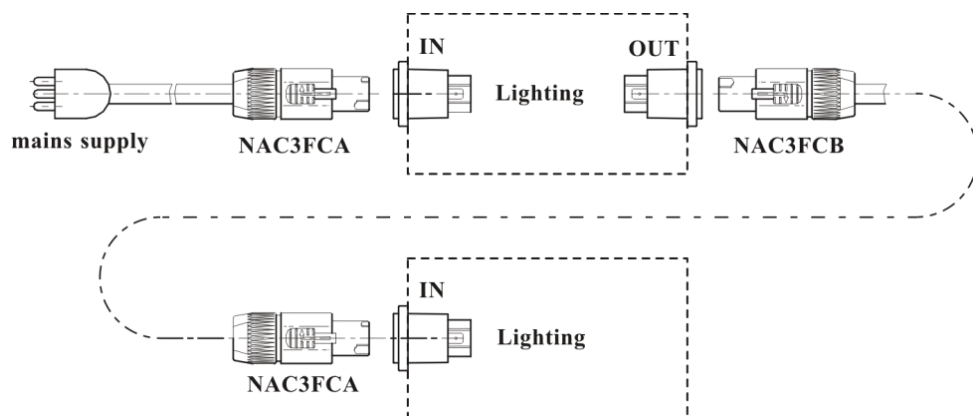 IN
OUT
Lighting
mains supply
NAC3FCA
NAC3FCB
IN
Lighting
NAC3FCA